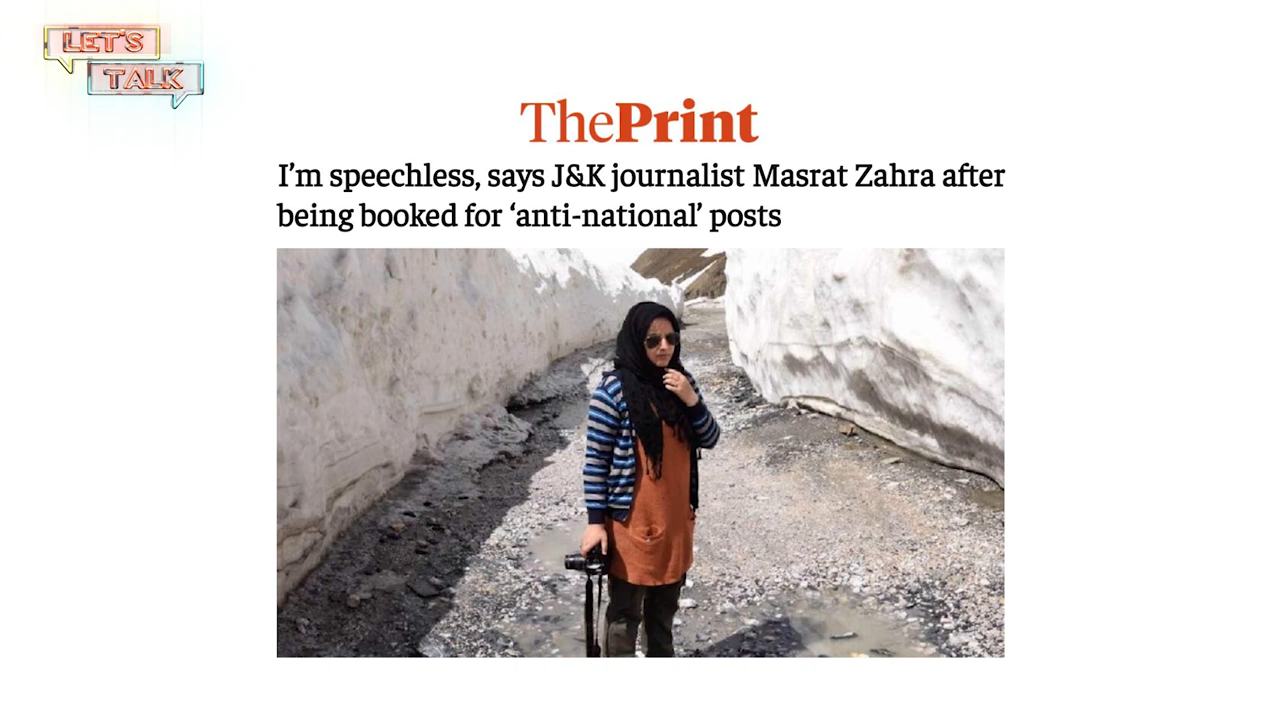 LET'S
TALK
ThePrint
I’m speechless, says J&K journalist Masrat Zahra after
being booked for ‘anti-national’ posts